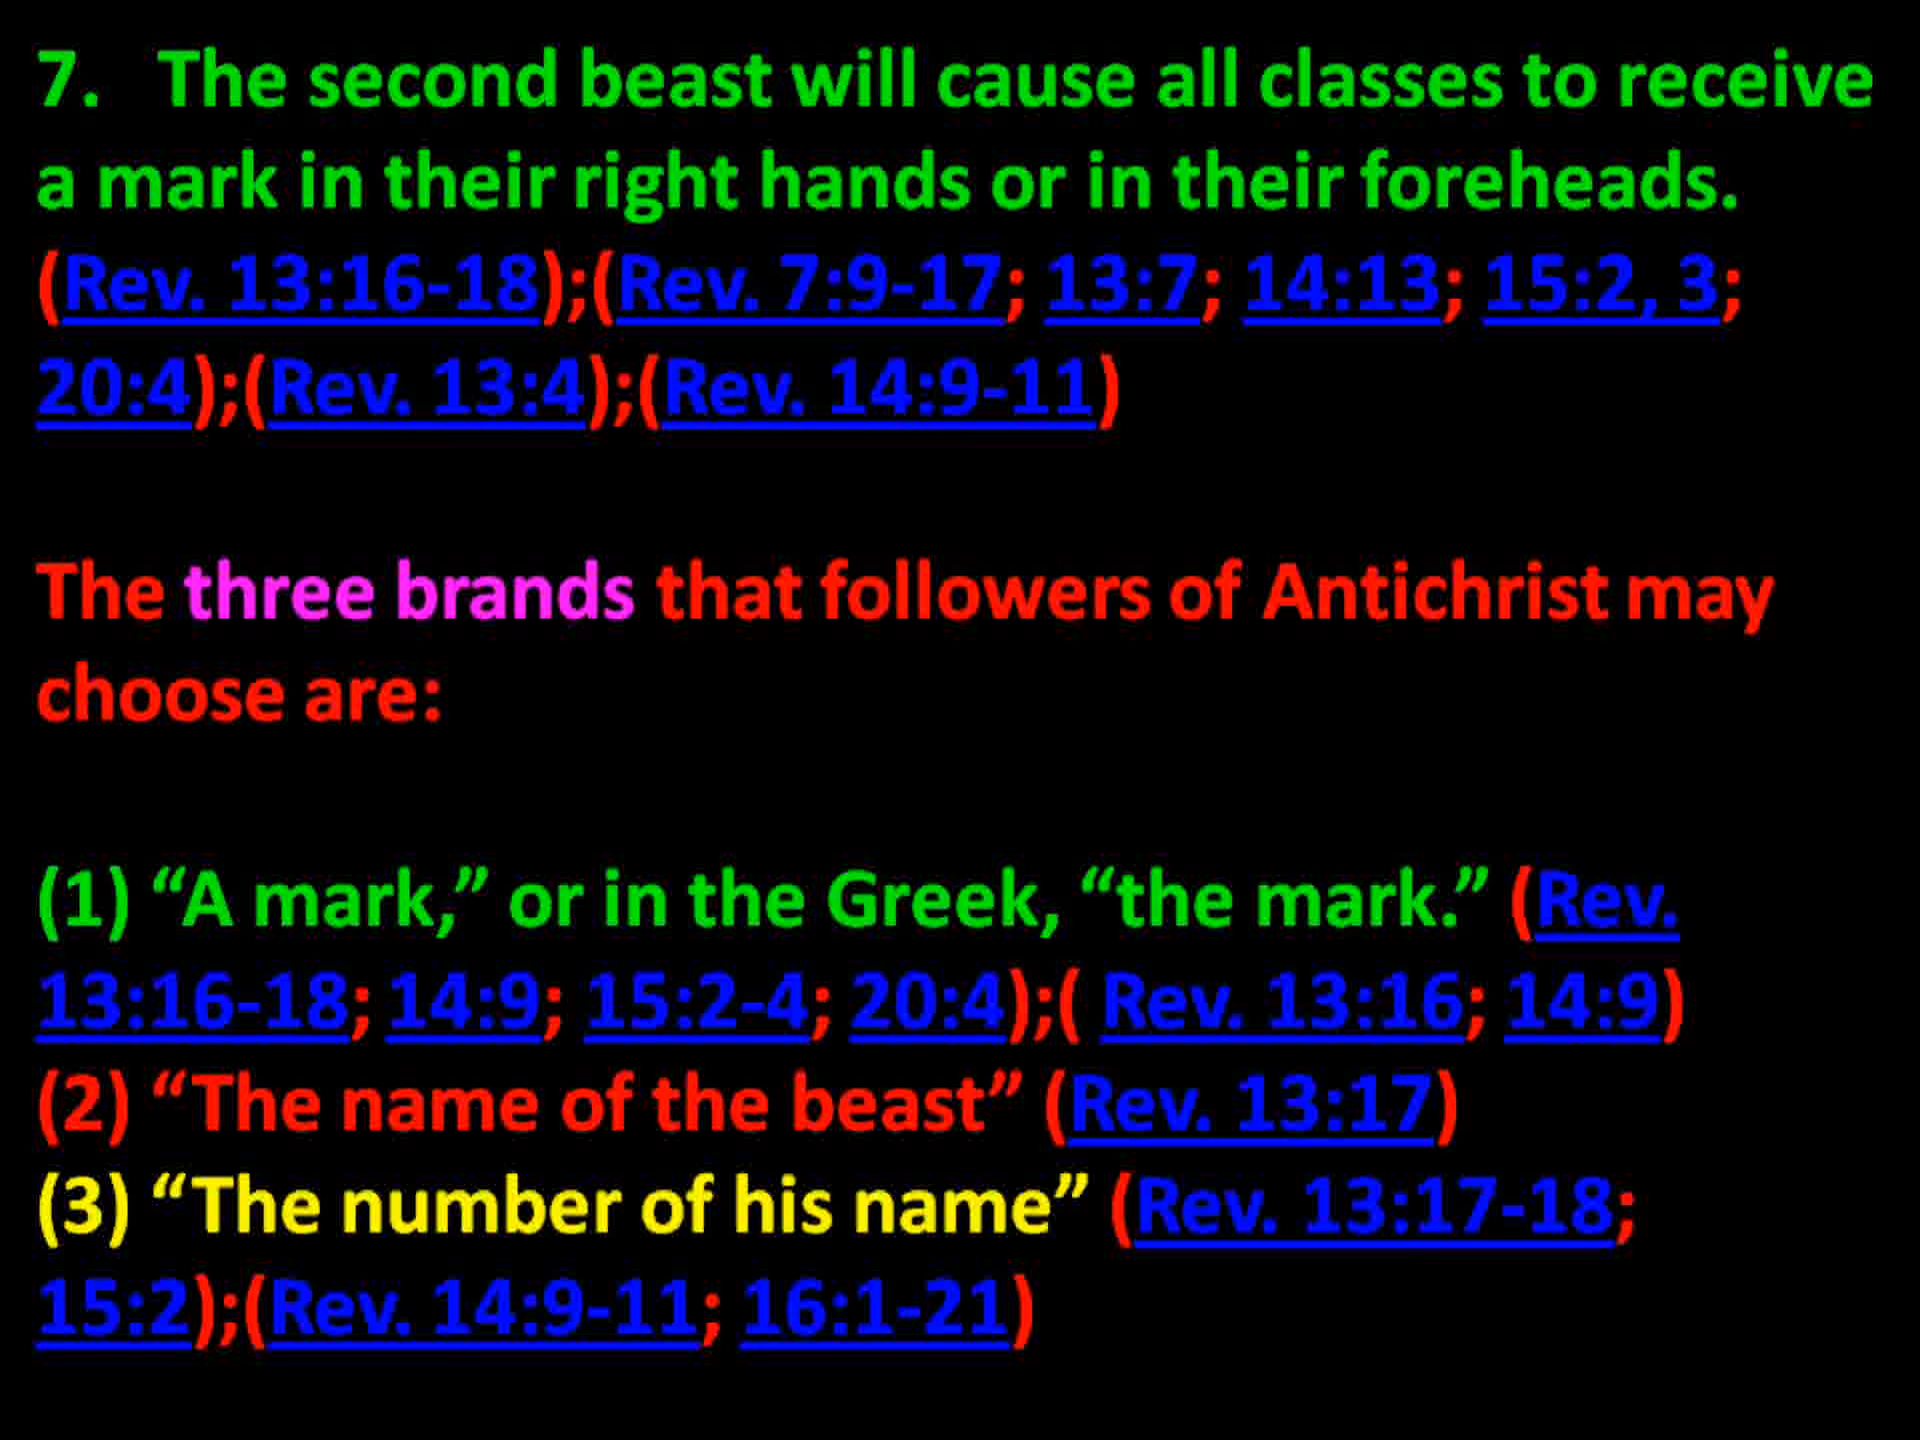 7. The second beast will cause all classes to receive
a mark in their right hands or in their foreheads.
(Rev. 13:16-18);(Rev. 7:9-17; 13:7; 14:13; 15:2, 3;
20:4);(Rev. 13:4);(Rev. 14:9-11)
The three brands that followers of Antichrist may
choose are:
(1) “A mark,” or in the Greek, “the mark.” (Rev.
13:16-18; 14:9; 15:2-4; 20:4);( Rev. 13:16; 14:9)
(2) “The name of the beast” (Rev. 13:17)
(3) “The number of his name” (Rev. 13:17-18;
15:2);(Rev. 14:9-11; 16:1-21)